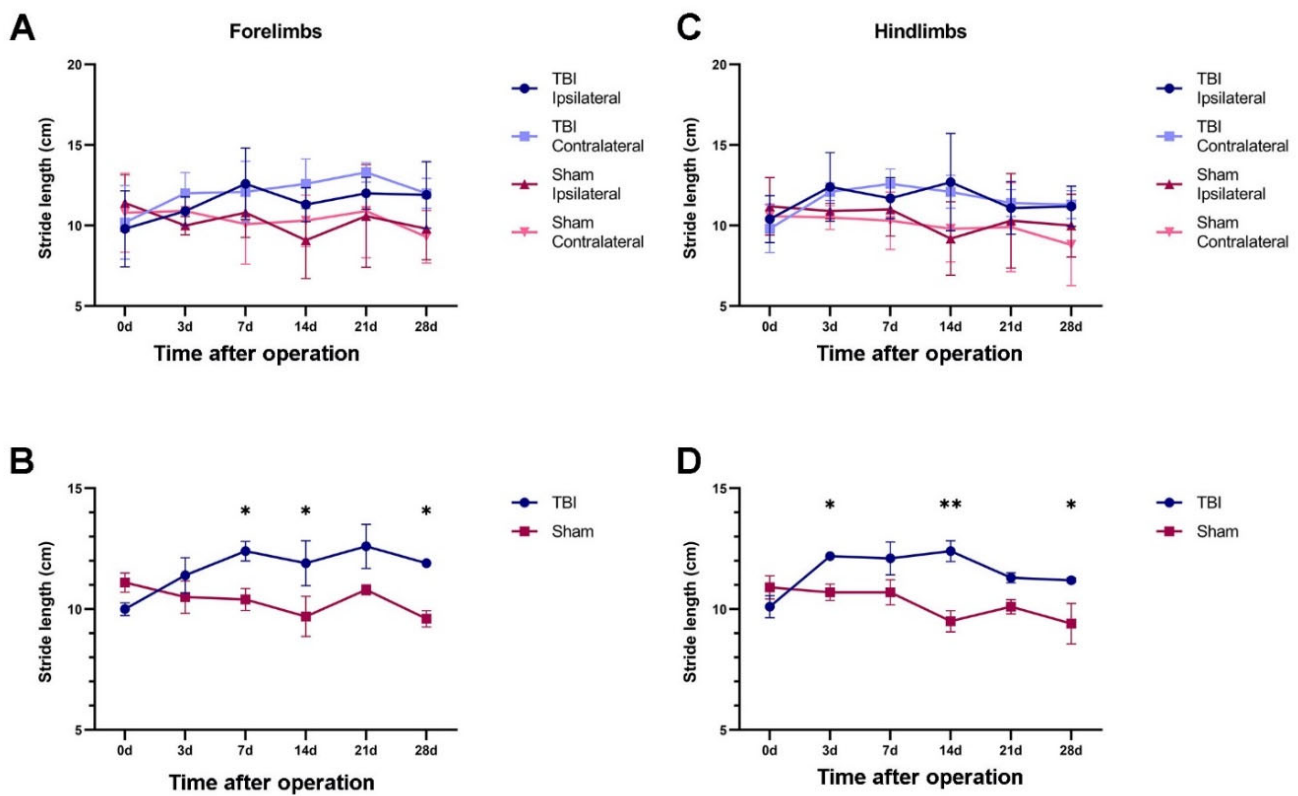 A
Forelimbs
Stride length (cm)
20
15
10
5
0d 3d 7d 14d 21d 28d
Time after operation
TBI
Ipsilateral
TBI
Contralateral
Sham
Ipsilateral
Sham
Contralateral
C
Hindlimbs
Stride length (cm)
20
15
10
5
0d 3d 7d 14d 21d 28d
Time after operation
TBI
Ipsilateral
TBI
Contralateral
Sham
Ipsilateral
Sham
Contralateral
B
Stride length (cm)
15
10
5
* * *
0d 3d 7d 14d 21d 28d
Time after operation
TBI
Sham
D
Stride length (cm)
15
10
5
* ** *
0d 3d 7d 14d 21d 28d
Time after operation
TBI
Sham